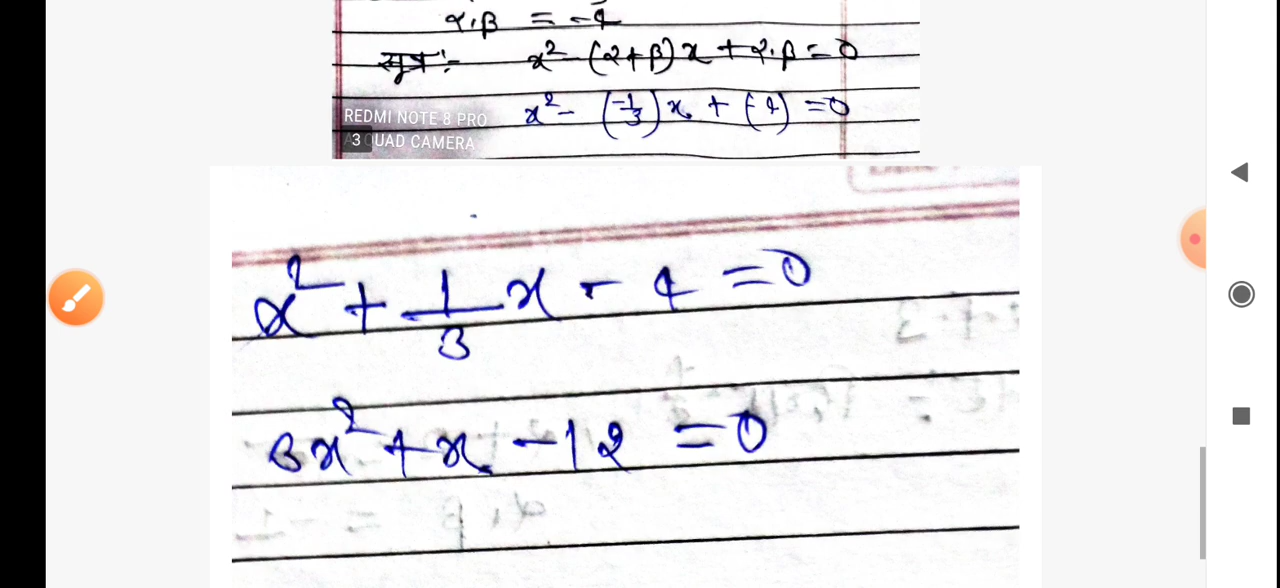 α.β = -4
सूत्र :- x² - (α+β)x + α.β = 0
x² - (-1/3)x + (-4) = 0
REDMI NOTE 8 PRO
3 QUAD CAMERA
x² + 1/3 x - 4 = 0
3x² + x - 12 = 0